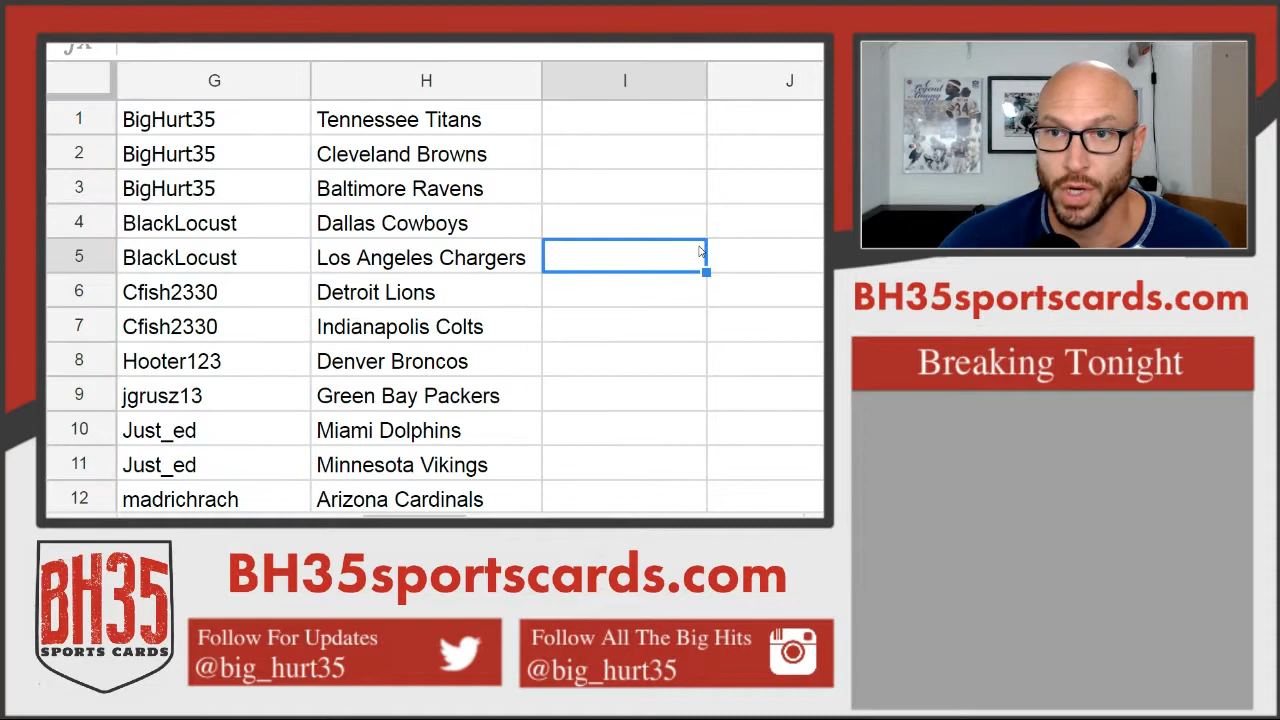 G H I J
1 BigHurt35 Tennessee Titans
2 BigHurt35 Cleveland Browns
3 BigHurt35 Baltimore Ravens
4 BlackLocust Dallas Cowboys
5 BlackLocust Los Angeles Chargers
6 Cfish2330 Detroit Lions
7 Cfish2330 Indianapolis Colts
8 Hooter123 Denver Broncos
9 jgrusz13 Green Bay Packers
10 Just_ed Miami Dolphins
11 Just_ed Minnesota Vikings
12 madrichrach Arizona Cardinals
BH35sportscards.com
Breaking Tonight
BH35
SPORTS CARDS
BH35sportscards.com
Follow For Updates
@big_hurt35
Follow All The Big Hits
@big_hurt35